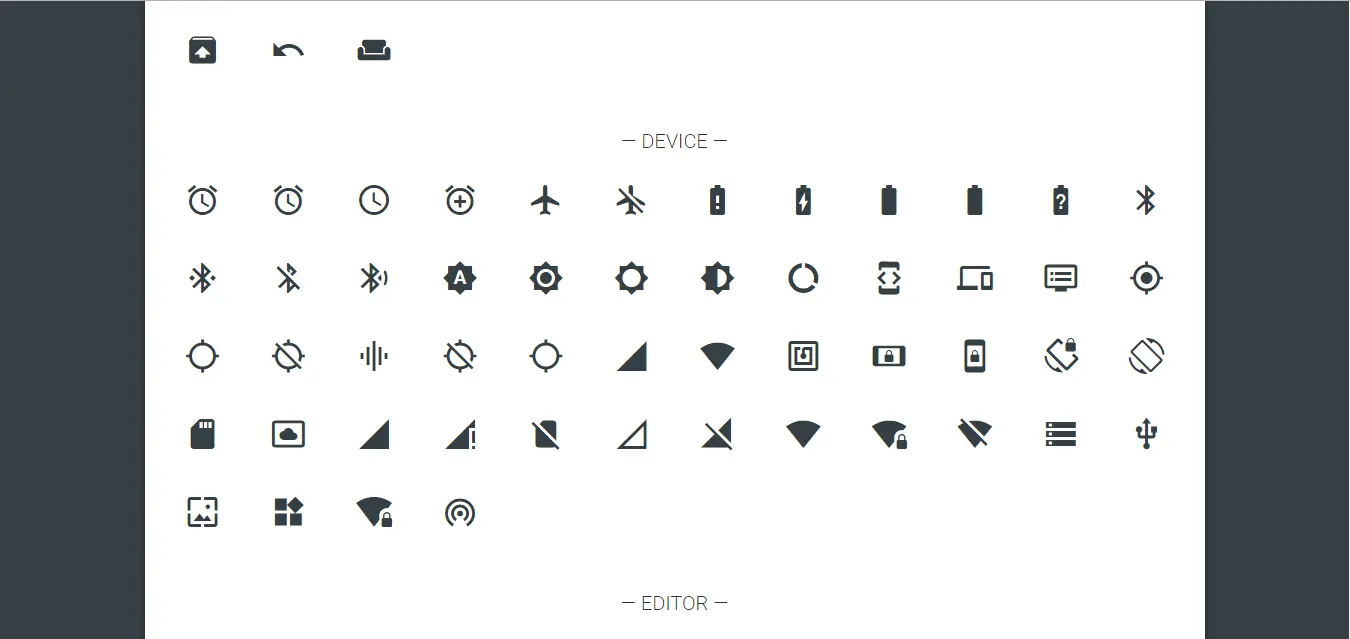 — DEVICE —
— EDITOR —